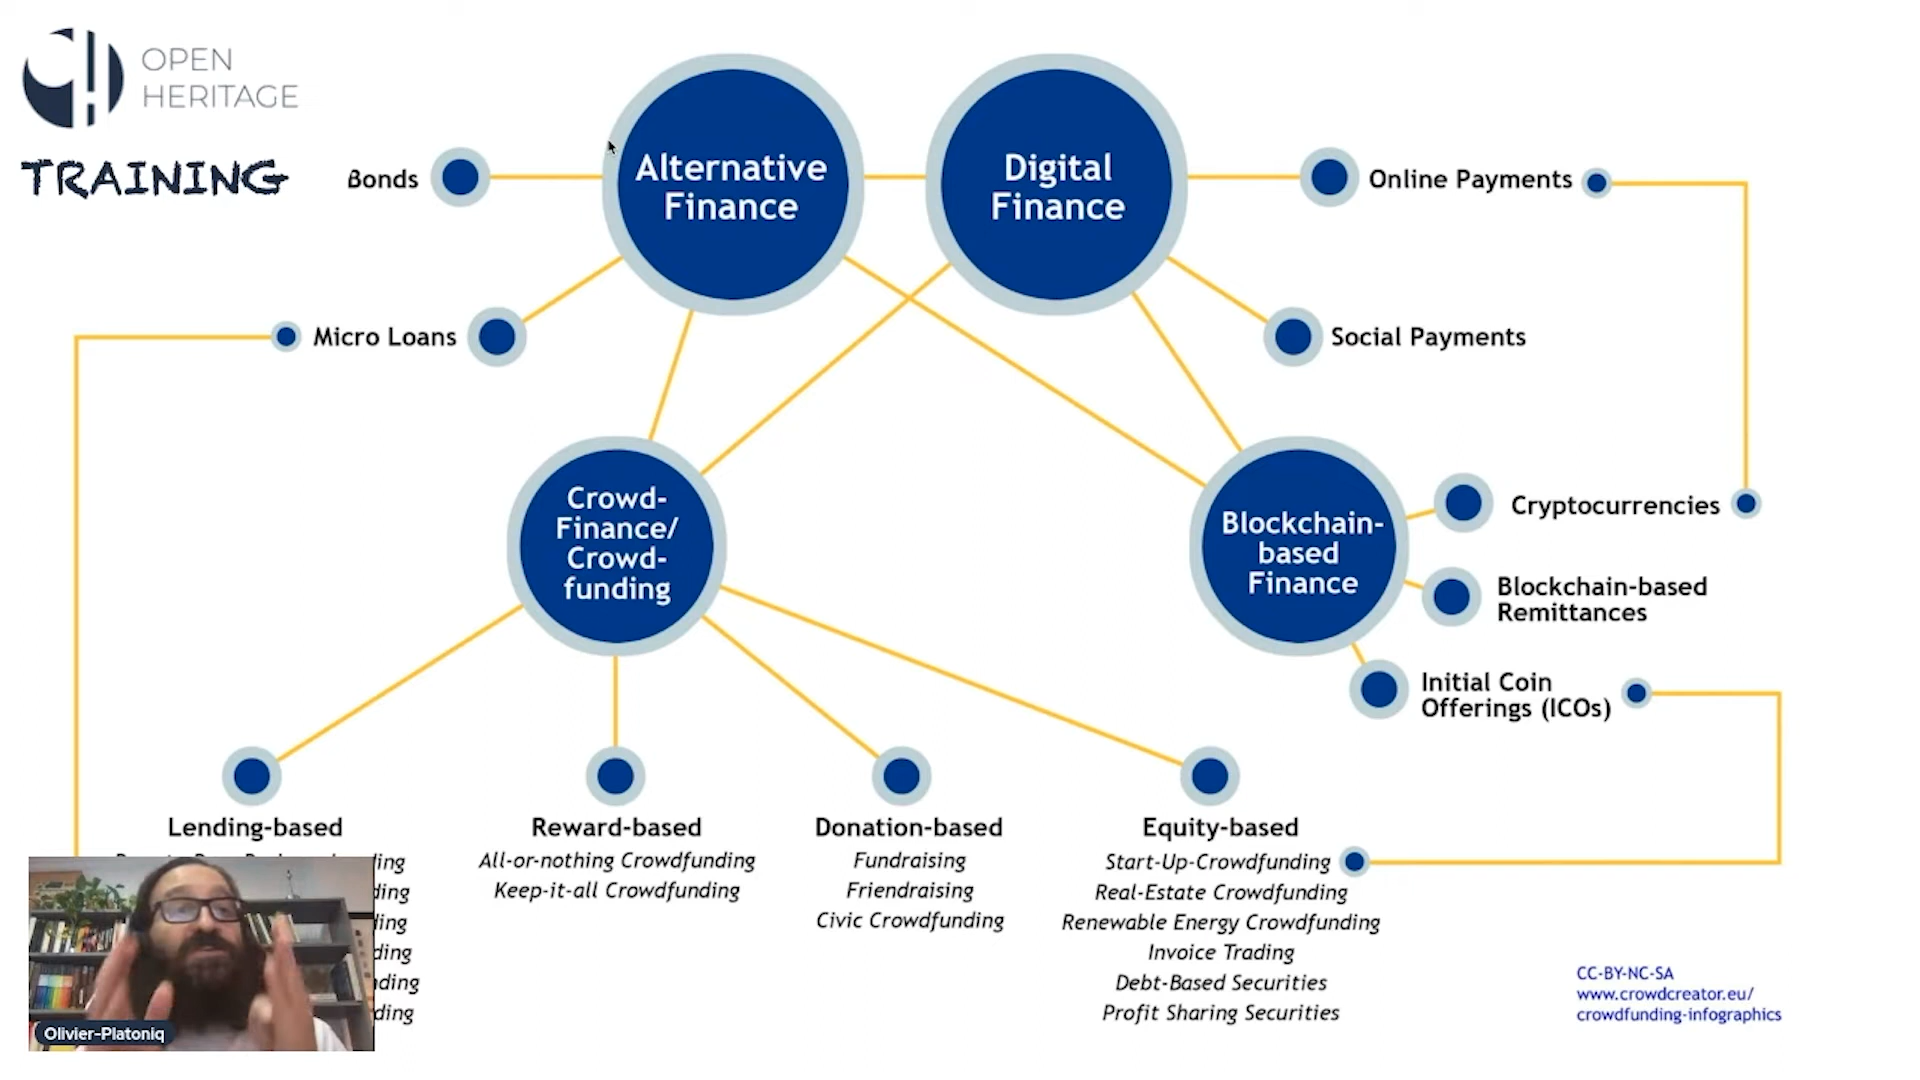 OPEN
HERITAGE
TRAINING
Alternative
Finance
Digital
Finance
Bonds
Online Payments
Micro Loans
Social Payments
Crowd-
Finance/
Crowd-
funding
Blockchain-
based
Finance
Cryptocurrencies
Blockchain-based
Remittances
Initial Coin
Offerings (ICOs)
Lending-based
Reward-based
All-or-nothing Crowdfunding
Keep-it-all Crowdfunding
Donation-based
Fundraising
Friendraising
Civic Crowdfunding
Equity-based
Start-Up-Crowdfunding
Real-Estate Crowdfunding
Renewable Energy Crowdfunding
Invoice Trading
Debt-Based Securities
Profit Sharing Securities
CC-BY-NC-SA
www.crowdcreator.eu/
crowdfunding-infographics
Olivier-Platoniq